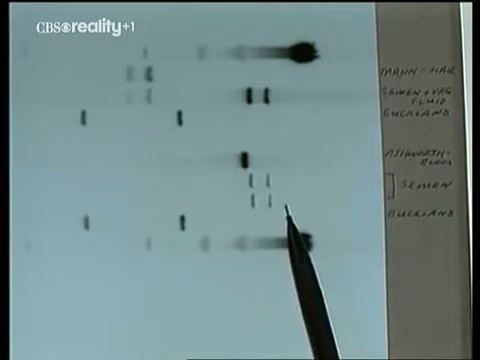 CBS reality +1
MANN-HAIR
SEMEN + VAG
FLUID
BUCKLAND
ASHWORTH-
BLOOD
SEMEN
BUCKLAND